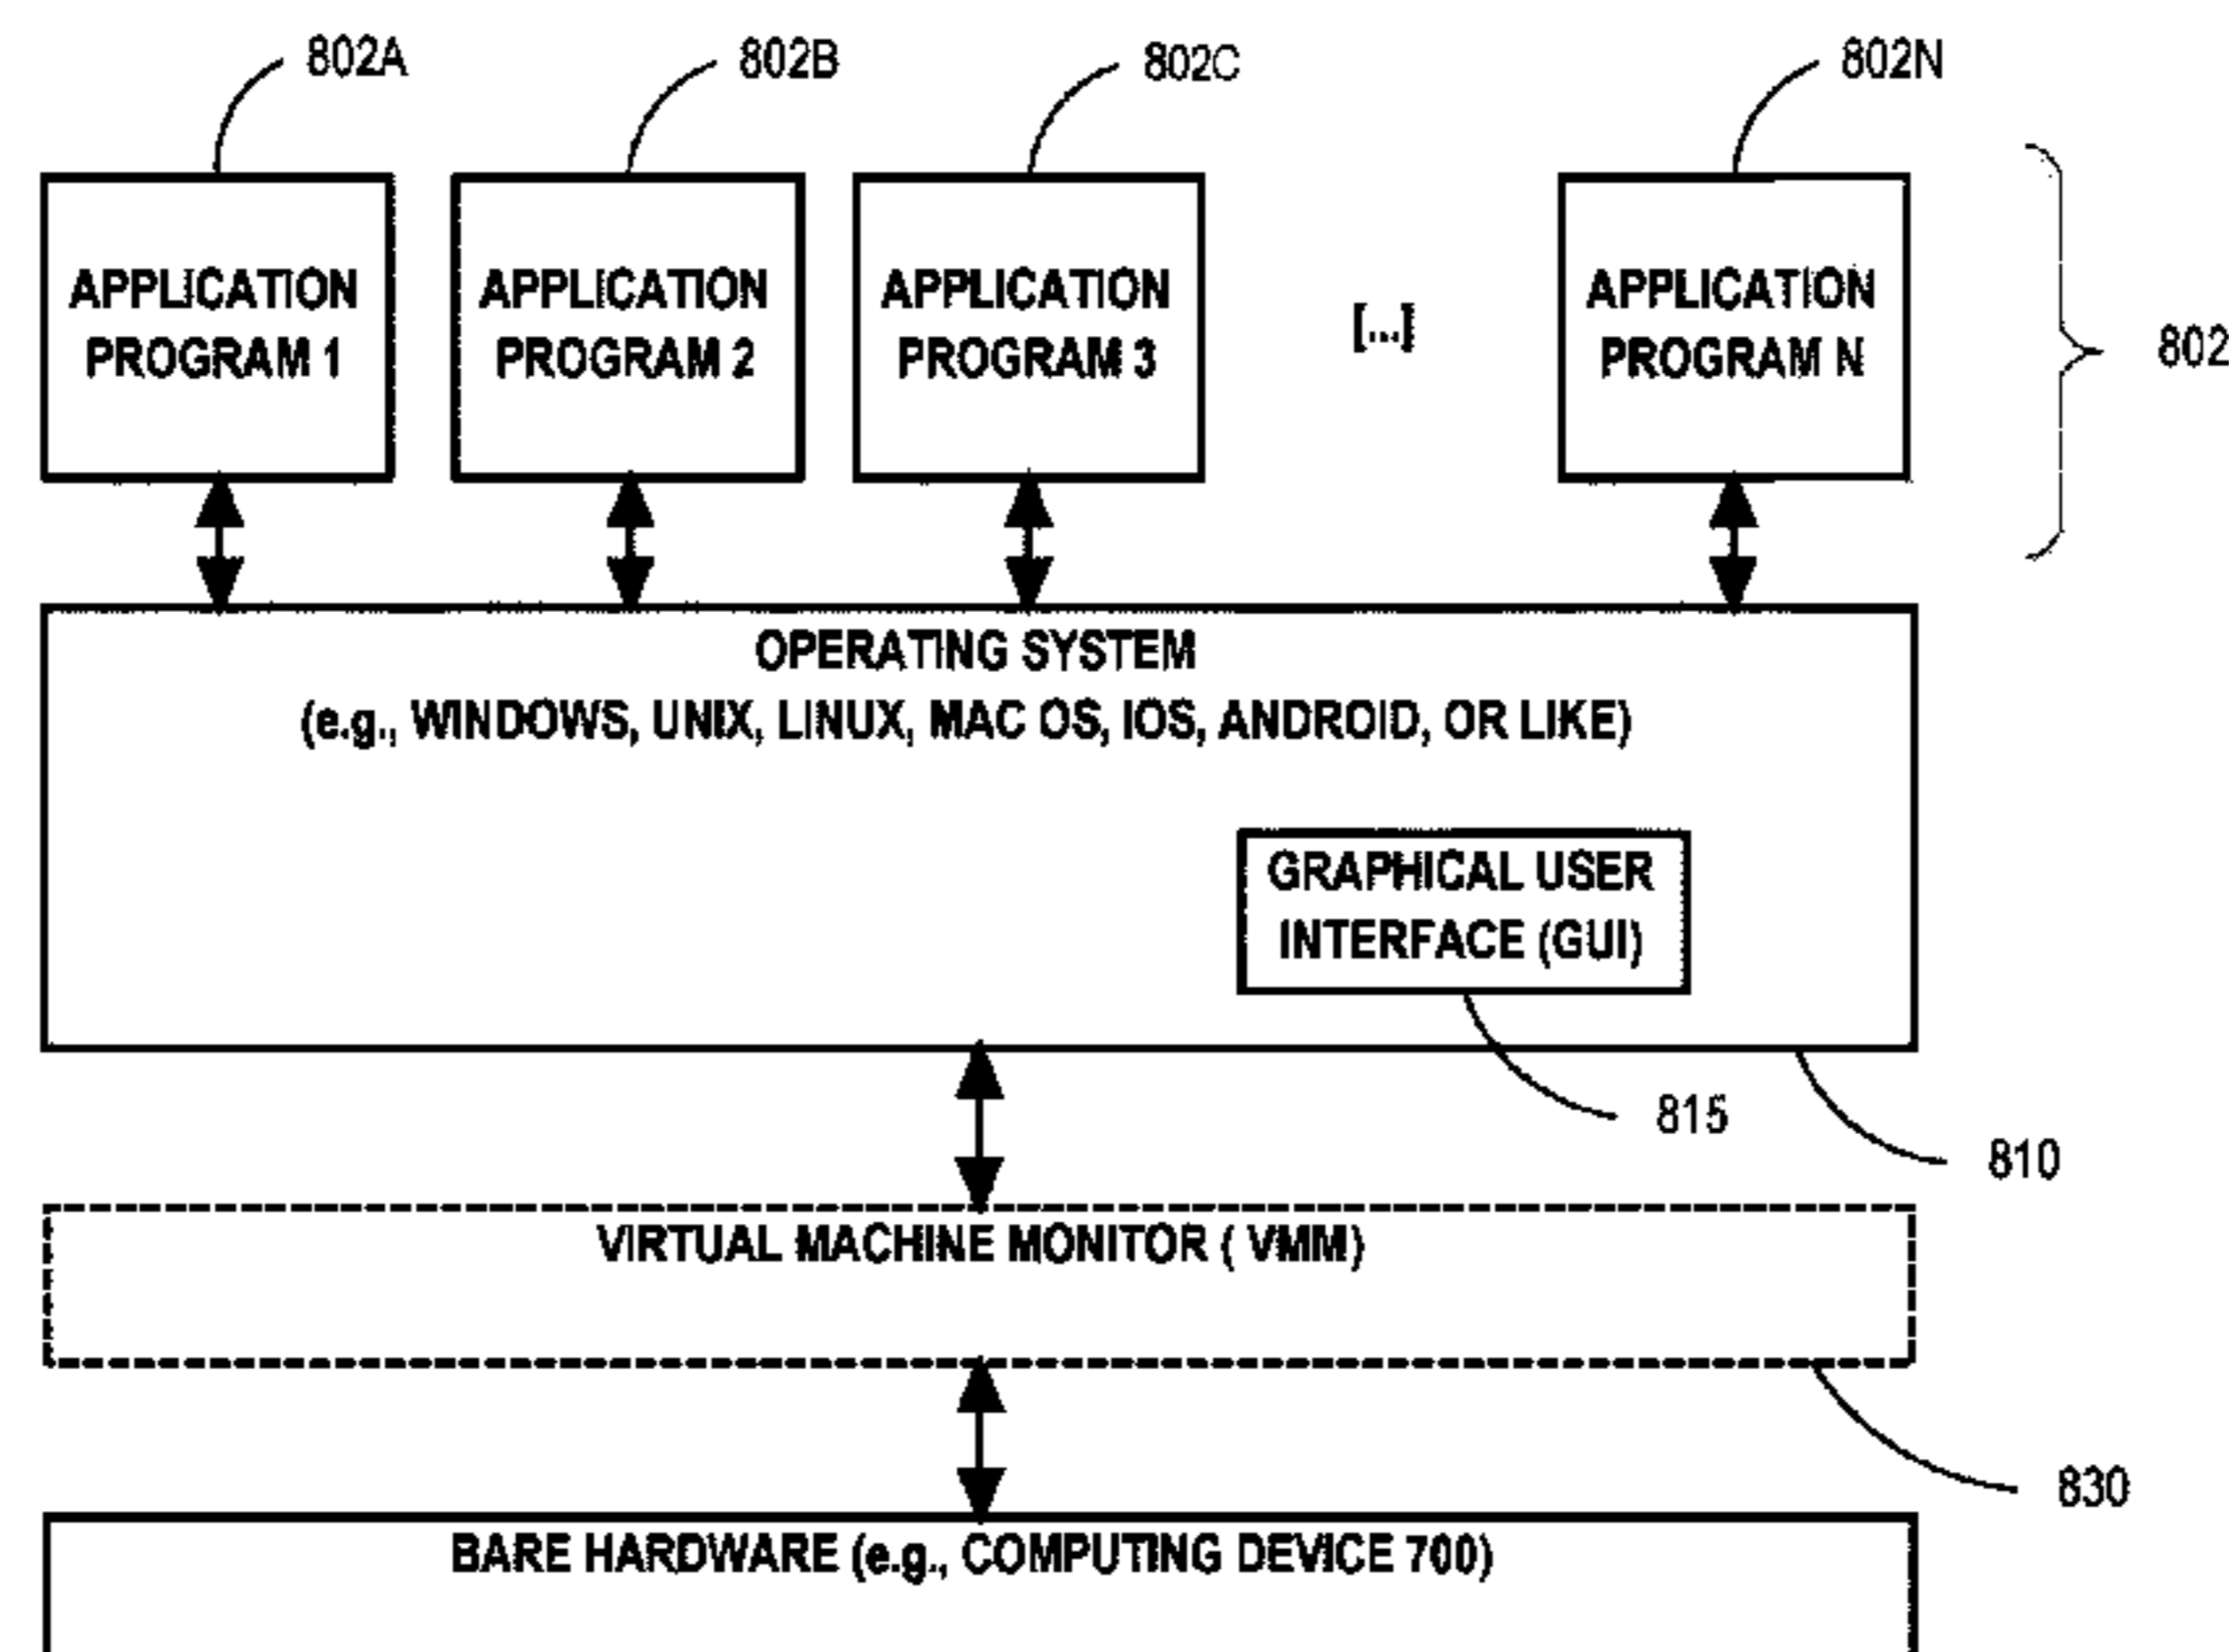 802A
802B
802C
802N
APPLICATION
PROGRAM 1
APPLICATION
PROGRAM 2
APPLICATION
PROGRAM 3
[...]
APPLICATION
PROGRAM N
802
OPERATING SYSTEM
(e.g., WINDOWS, UNIX, LINUX, MAC OS, IOS, ANDROID, OR LIKE)
GRAPHICAL USER
INTERFACE (GUI)
815
810
VIRTUAL MACHINE MONITOR ( VMM)
830
BARE HARDWARE (e.g., COMPUTING DEVICE 700)